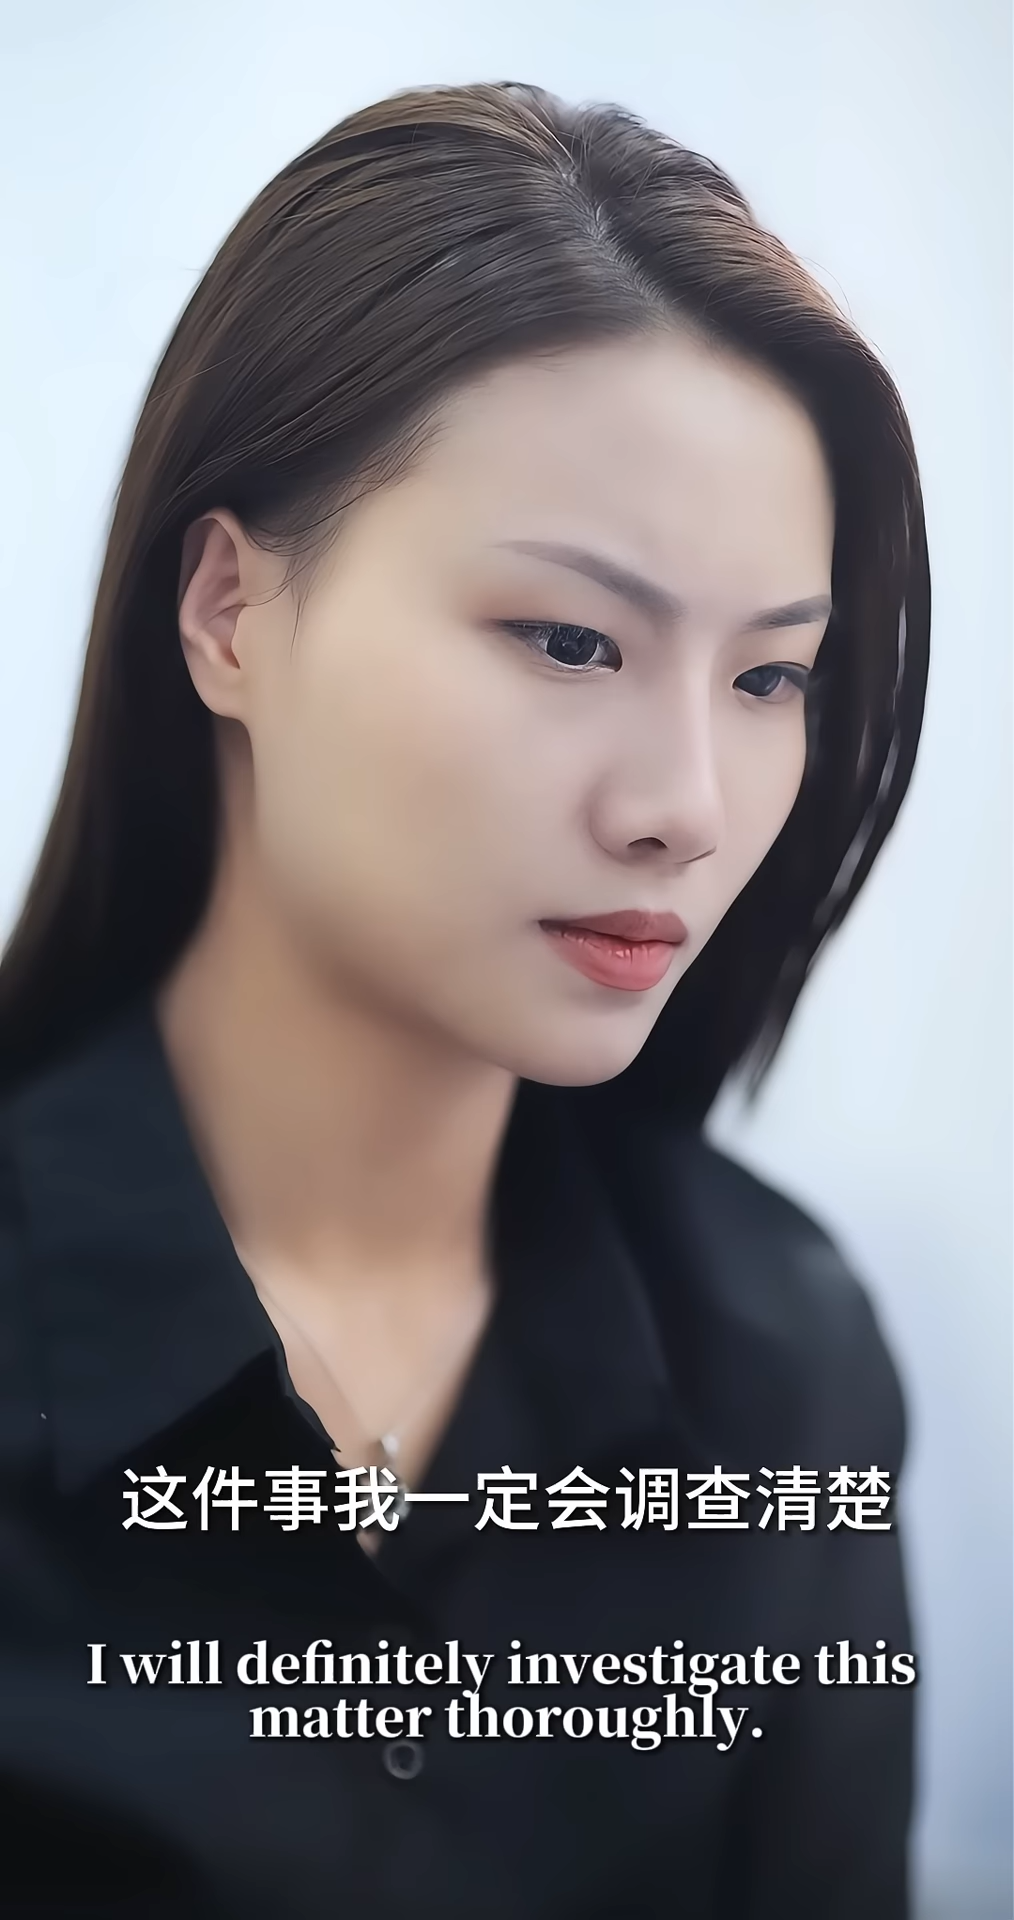 这件事我一定会调查清楚
I will definitely investigate this
matter thoroughly.